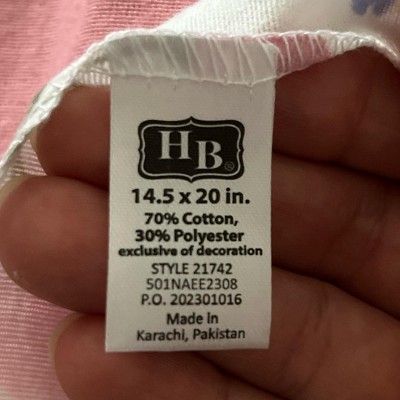 HB®
14.5 x 20 in.
70% Cotton,
30% Polyester
exclusive of decoration
STYLE 21742
501NAEE2308
P.O. 202301016
Made in
Karachi, Pakistan